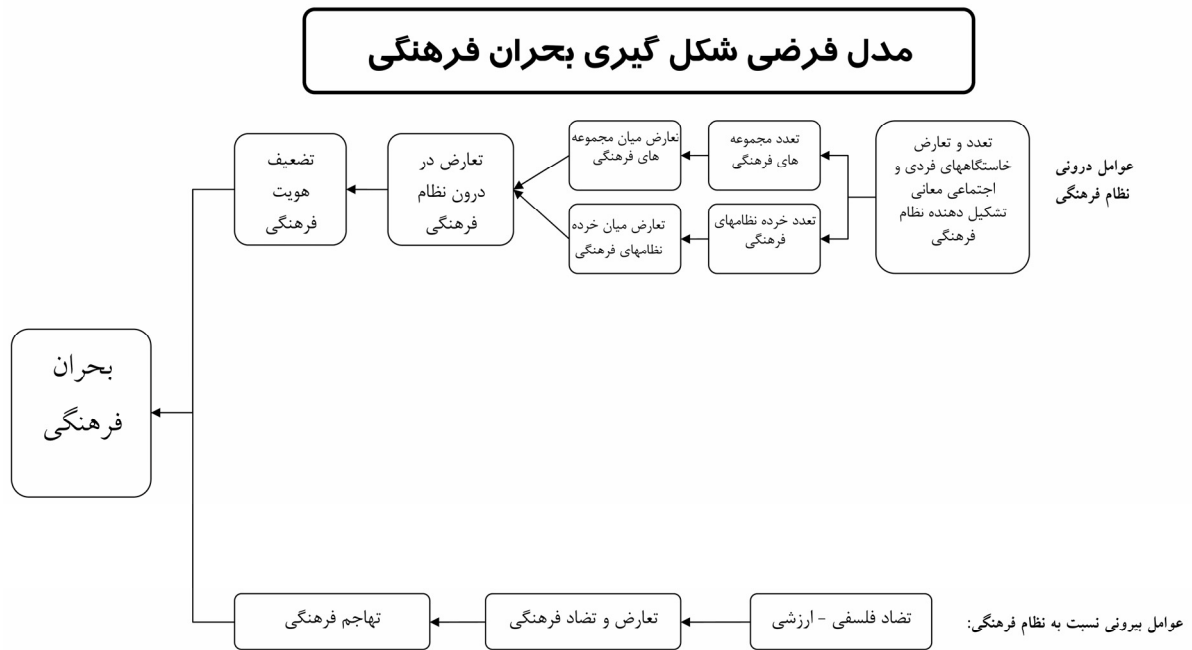 مدل فرضی شکل گیری بحران فرهنگی
عوامل درونی
نظام فرهنگی
تعدد و تعارض
خاستگاههای فردی و
اجتماعی معانی
تشکیل دهنده نظام
فرهنگی
تعدد مجموعه
های فرهنگی
تعارض میان مجموعه
های فرهنگی
تعدد خرده نظامهای
فرهنگی
تعارض میان خرده
نظامهای فرهنگی
تعارض در
درون نظام
فرهنگی
تضعیف
هویت
فرهنگی
بحران
فرهنگی
عوامل بیرونی نسبت به نظام فرهنگی:
تضاد فلسفی - ارزشی
تعارض و تضاد فرهنگی
تهاجم فرهنگی